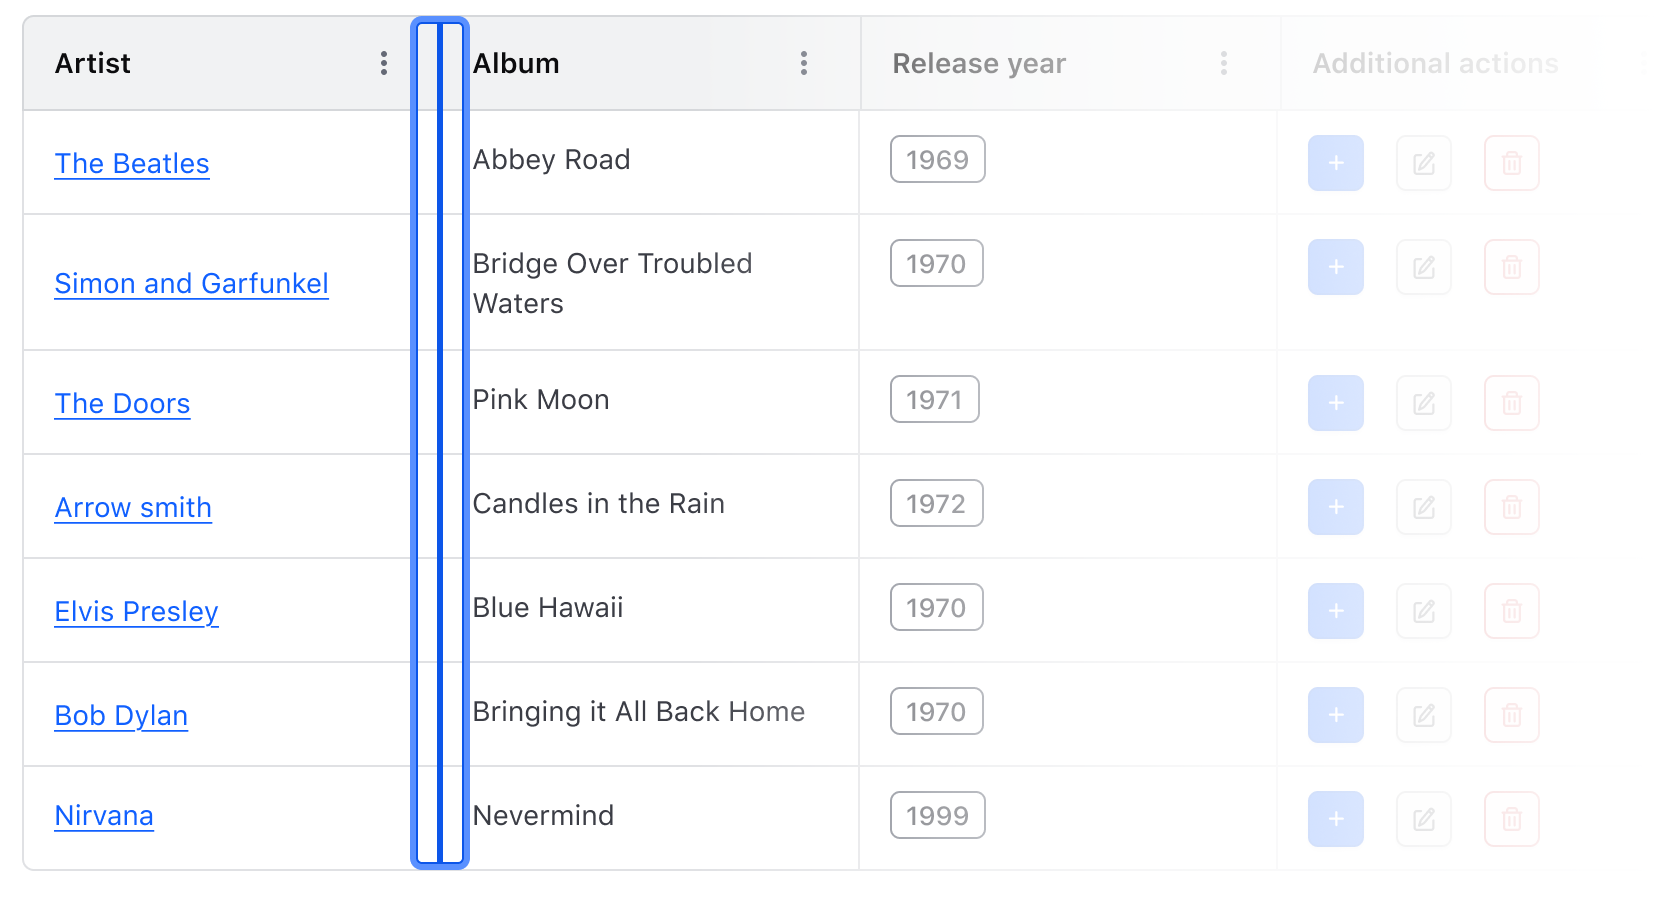 Artist Album Release year Additional actions
The Beatles Abbey Road 1969
Simon and Garfunkel Bridge Over Troubled Waters 1970
The Doors Pink Moon 1971
Arrow smith Candles in the Rain 1972
Elvis Presley Blue Hawaii 1970
Bob Dylan Bringing it All Back Home 1970
Nirvana Nevermind 1999